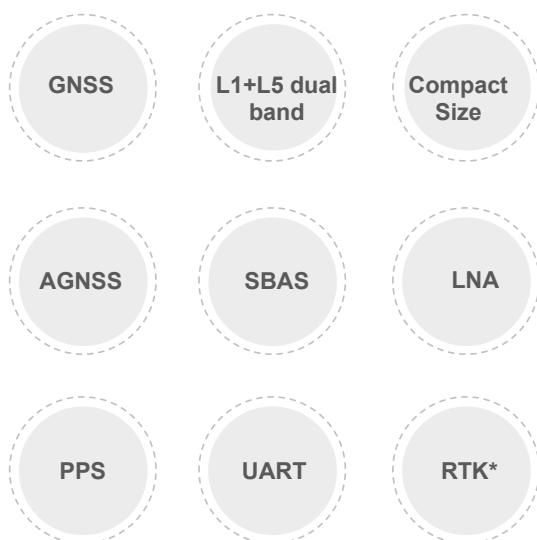 GNSS
L1+L5 dual
band
Compact
Size
AGNSS
SBAS
LNA
PPS
UART
RTK*